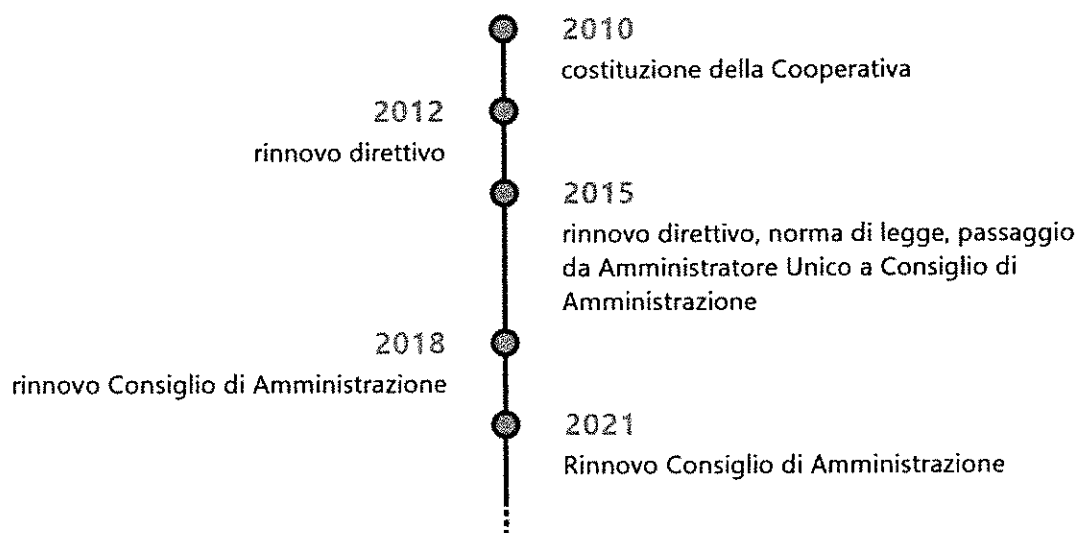 2010
costituzione della Cooperativa
2012
rinnovo direttivo
2015
rinnovo direttivo, norma di legge, passaggio
da Amministratore Unico a Consiglio di
Amministrazione
2018
rinnovo Consiglio di Amministrazione
2021
Rinnovo Consiglio di Amministrazione